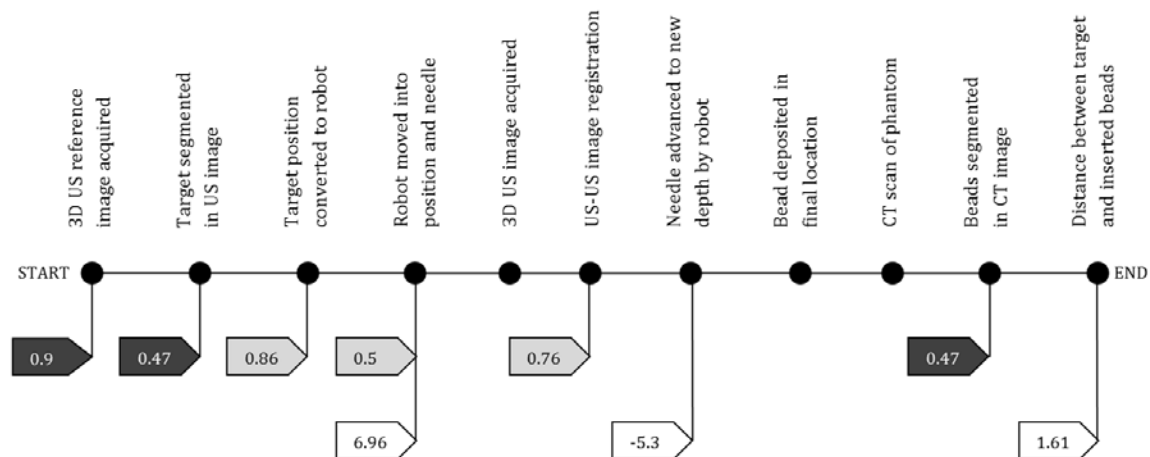 3D US reference
image acquired
Target segmented
in US image
Target position
converted to robot
Robot moved into
position and needle
3D US image acquired
US-US image registration
Needle advanced to new
depth by robot
Bead deposited in
final location
CT scan of phantom
Beads segmented
in CT image
Distance between target
and inserted beads
START
END
0.9
0.47
0.86
0.5
0.76
0.47
6.96
-5.3
1.61